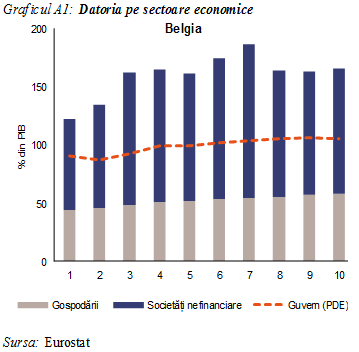 Graficul A1: Datoria pe sectoare economice
Belgia
200
150
100
50
0
% din PIB
1 2 3 4 5 6 7 8 9 10
Gospodării Societăți nefinanciare Guvern (PDE)
Sursa: Eurostat